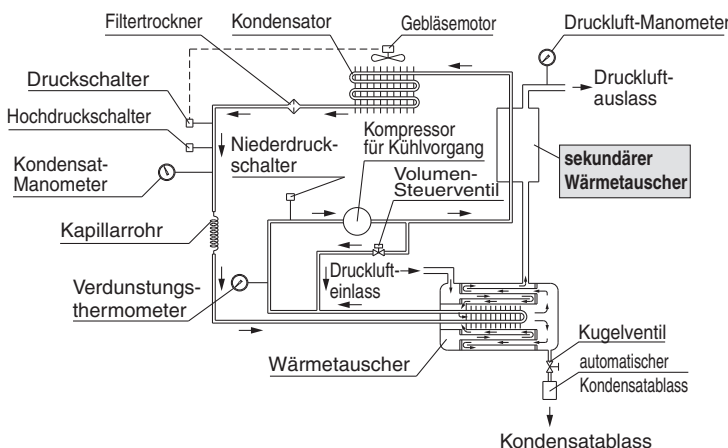 Filtertrockner
Kondensator
Gebläsemotor
Druckluft-Manometer
Druckschalter
Druckluft-
auslass
Hochdruckschalter
Niederdruck-
schalter
Kompressor
für Kühlvorgang
Kondensat-
Manometer
Volumen-
Steuerventil
sekundärer
Wärmetauscher
Kapillarrohr
Verdunstungs-
thermometer
Druckluft-
einlass
Wärmetauscher
Kugelventil
automatischer
Kondensatablass
Kondensatablass